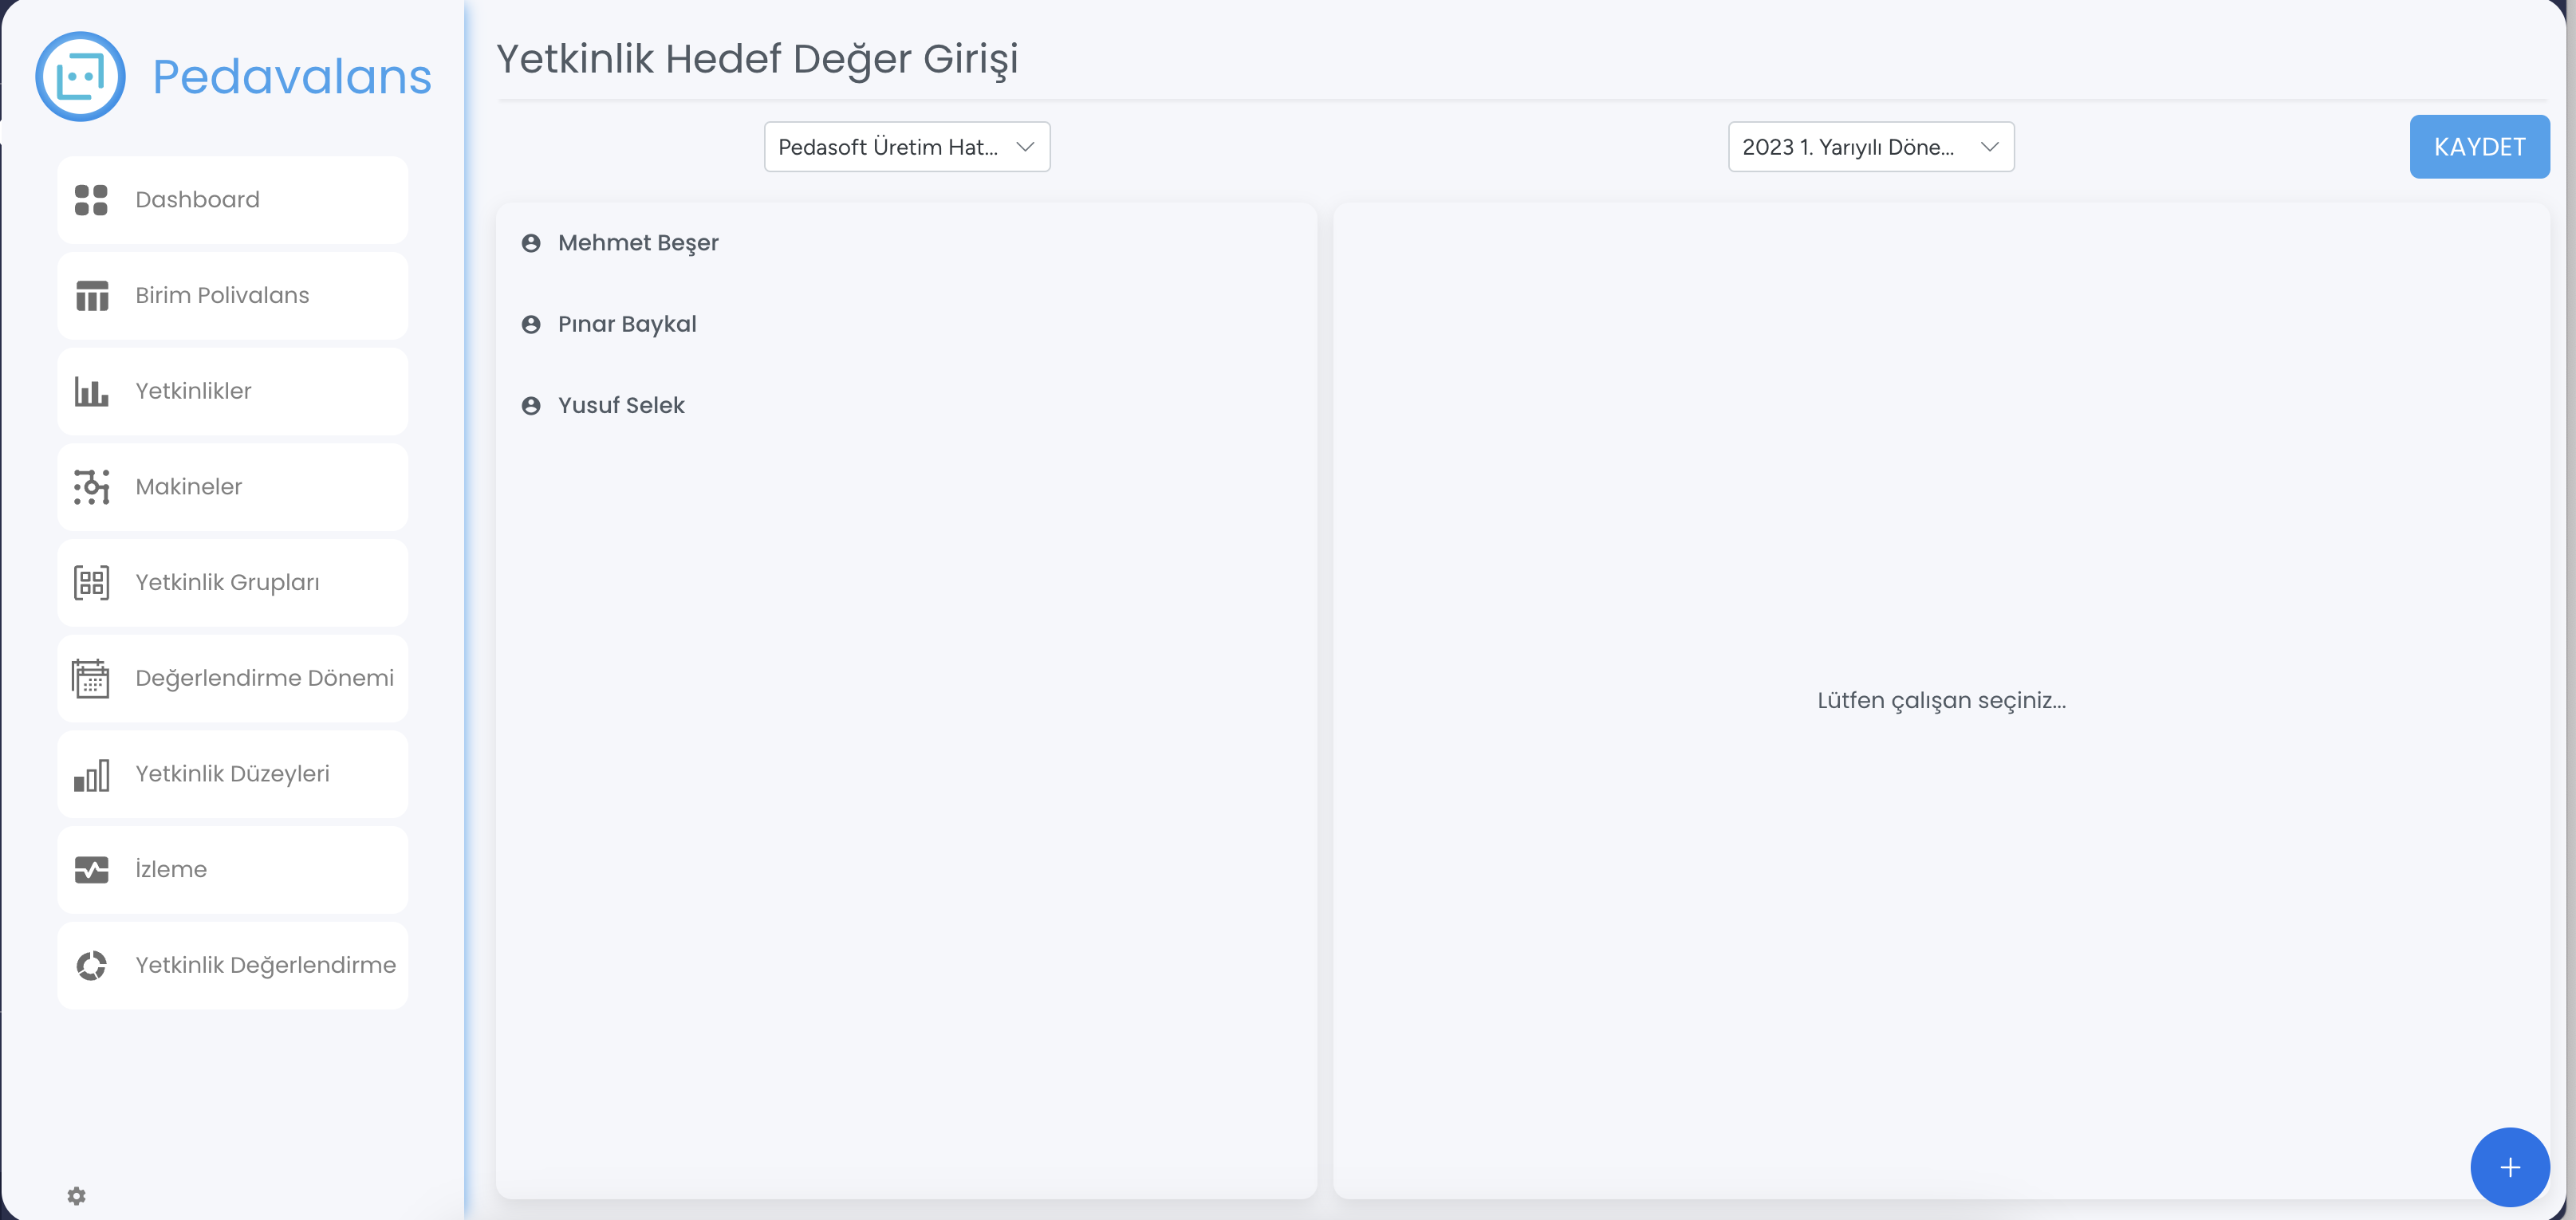 Pedavalans
Dashboard
Birim Polivalans
Yetkinlikler
Makineler
Yetkinlik Grupları
Değerlendirme Dönemi
Yetkinlik Düzeyleri
İzleme
Yetkinlik Değerlendirme
Yetkinlik Hedef Değer Girişi
Pedasoft Üretim Hat...
2023 1. Yarıyılı Döne...
KAYDET
Mehmet Beşer
Pınar Baykal
Yusuf Selek
Lütfen çalışan seçiniz...